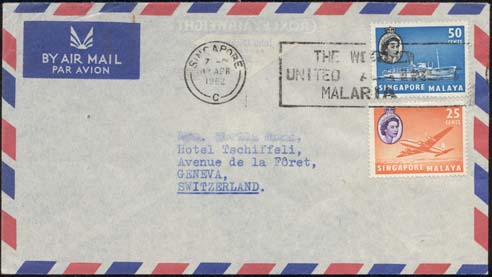 BY AIR MAIL
PAR AVION
SINGAPORE
APR
1962
C
THE
UNITED
MALARIA
50
CENTS
SINGAPORE MALAYA
25
CENTS
SINGAPORE MALAYA
Hotel Tschiffeli,
Avenue de la Fôret,
GENEVA,
SWITZERLAND.